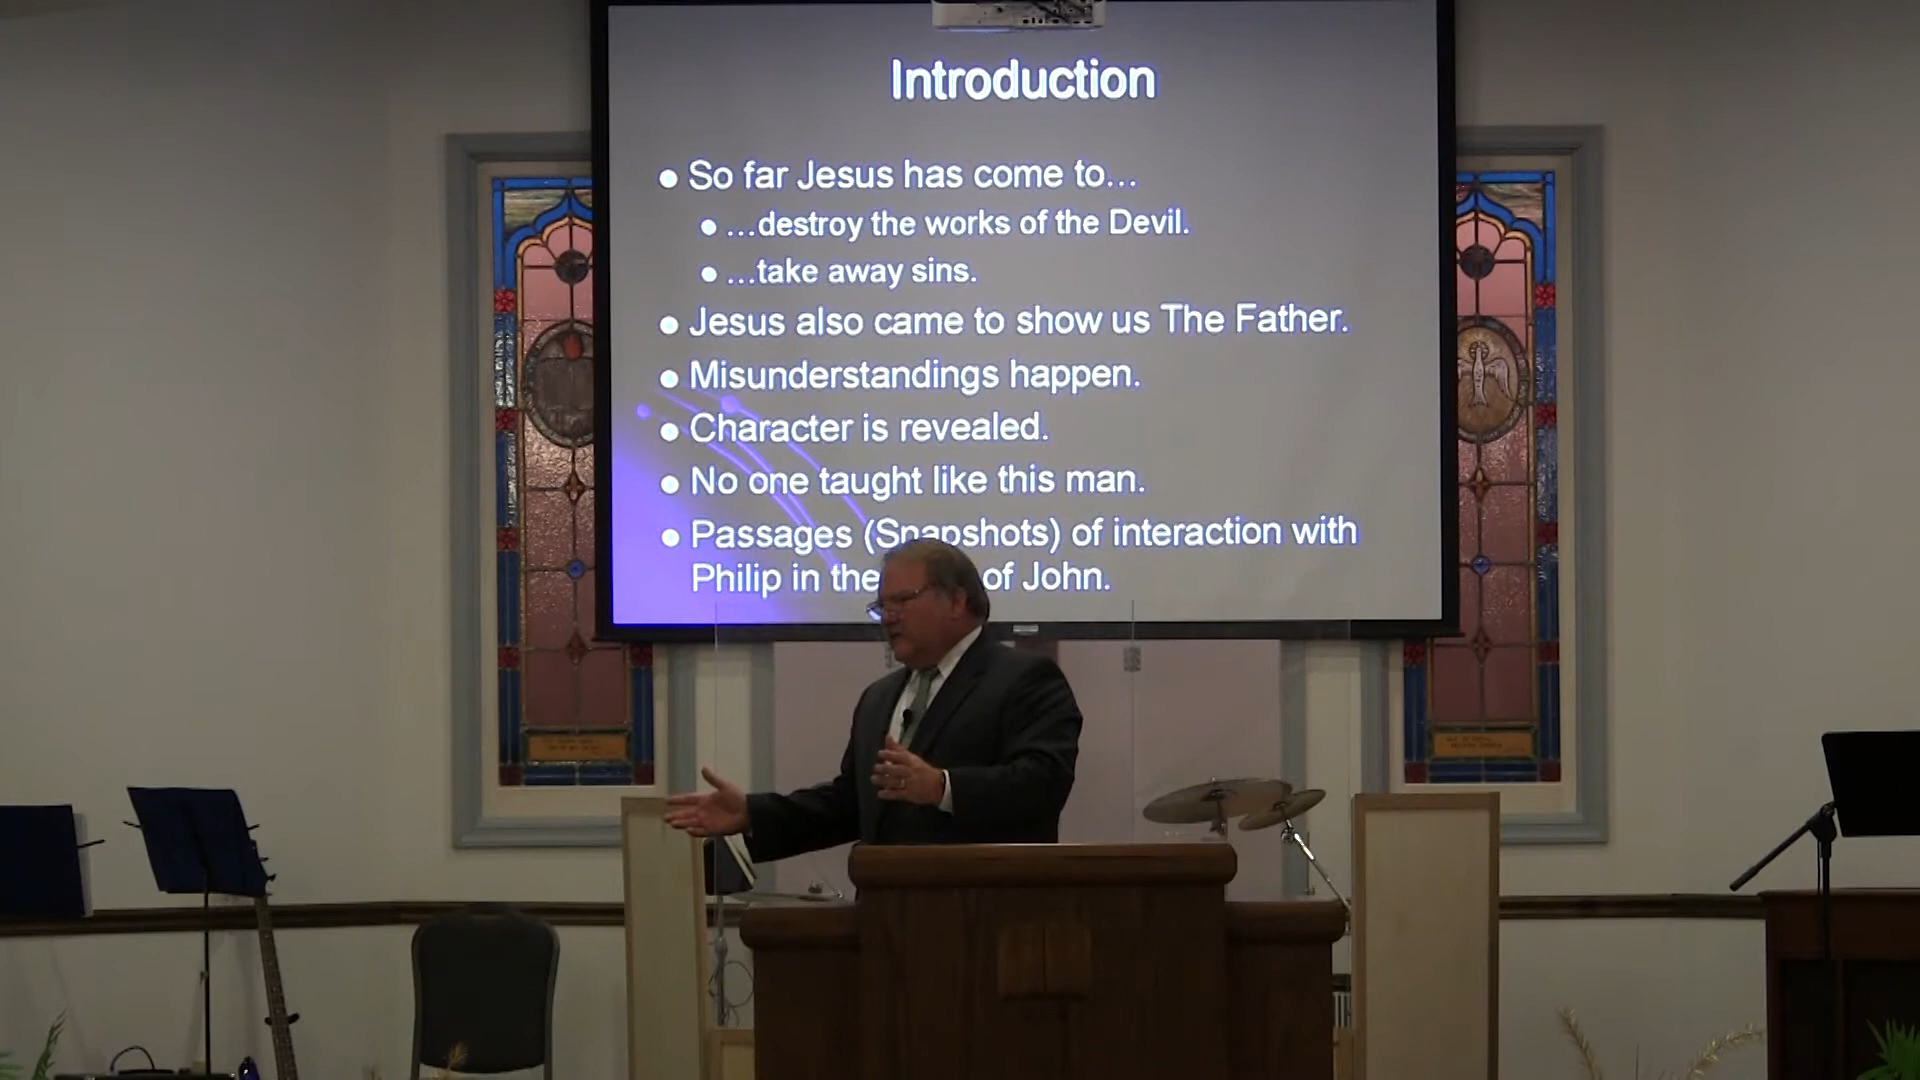 Introduction
So far Jesus has come to...
...destroy the works of the Devil.
...take away sins.
Jesus also came to show us The Father.
Misunderstandings happen.
Character is revealed.
No one taught like this man.
Passages (Snapshots) of interaction with
Philip in the of John.